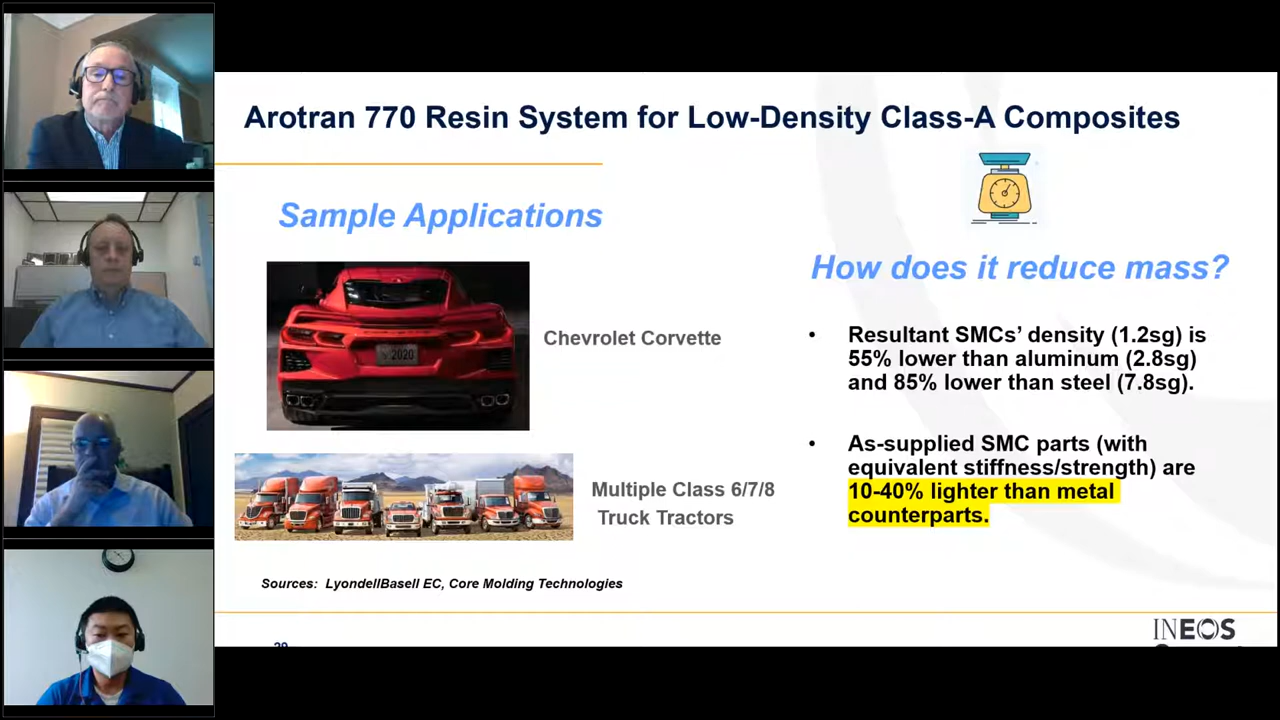 Arotran 770 Resin System for Low-Density Class-A Composites
Sample Applications
2020
Chevrolet Corvette
Multiple Class 6/7/8
Truck Tractors
Sources: LyondellBasell EC, Core Molding Technologies
How does it reduce mass?
• Resultant SMCs’ density (1.2sg) is
55% lower than aluminum (2.8sg)
and 85% lower than steel (7.8sg).
• As-supplied SMC parts (with
equivalent stiffness/strength) are
10-40% lighter than metal
counterparts.
INEOS